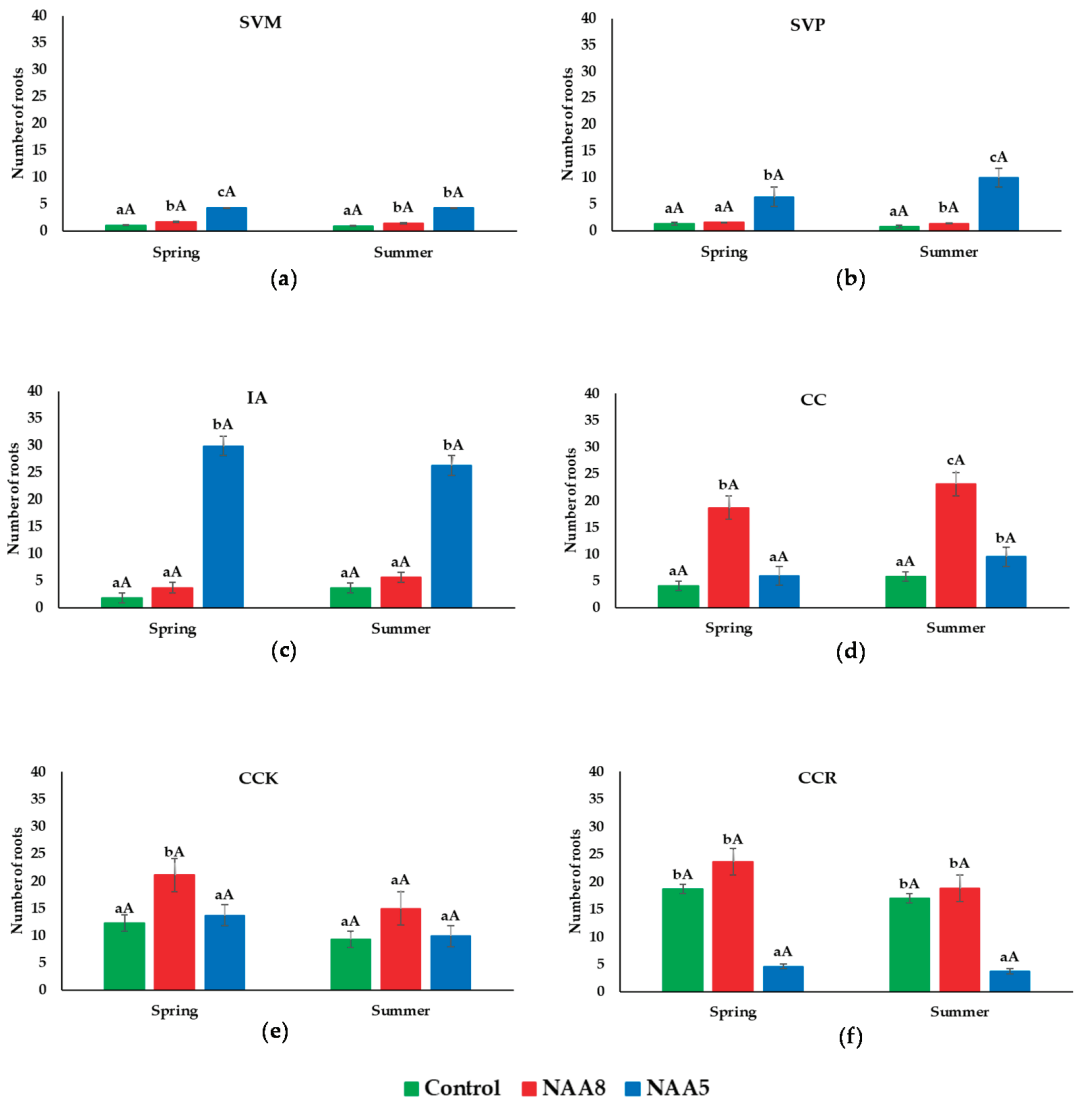 SVM
Number of roots
40
35
30
25
20
15
10
5
0
aA bA cA aA bA bA
Spring Summer
(a)
SVP
Number of roots
40
35
30
25
20
15
10
5
0
aA aA bA aA bA cA
Spring Summer
(b)
IA
Number of roots
40
35
30
25
20
15
10
5
0
aA aA bA aA aA bA
Spring Summer
(c)
CC
Number of roots
40
35
30
25
20
15
10
5
0
aA bA aA aA cA bA
Spring Summer
(d)
CCK
Number of roots
40
35
30
25
20
15
10
5
0
aA bA aA aA aA aA
Spring Summer
(e)
CCR
Number of roots
40
35
30
25
20
15
10
5
0
bA bA aA bA bA aA
Spring Summer
(f)
Control NAA8 NAA5